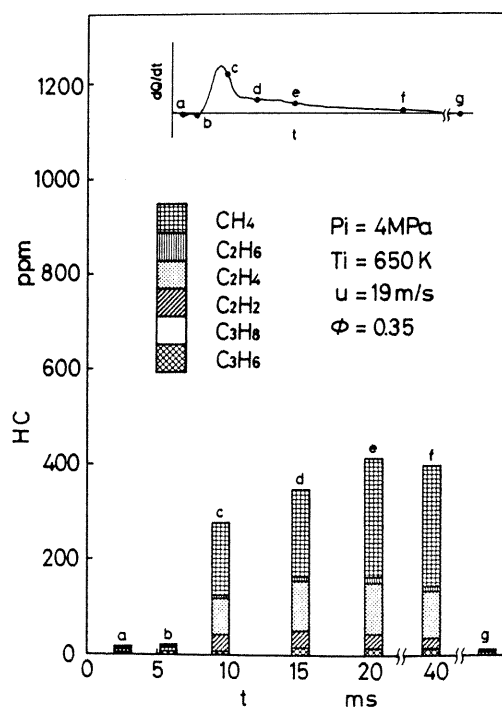 1200
1000
800
600
400
200
0
HC ppm
dQ/dt
a
b
c
d
e
f
g
t
CH4
C2H6
C2H4
C2H2
C3H8
C3H6
Pi = 4MPa
Ti = 650 K
u = 19 m/s
Φ = 0.35
a
b
c
d
e
f
g
0
5
10
15
20
40
t
ms